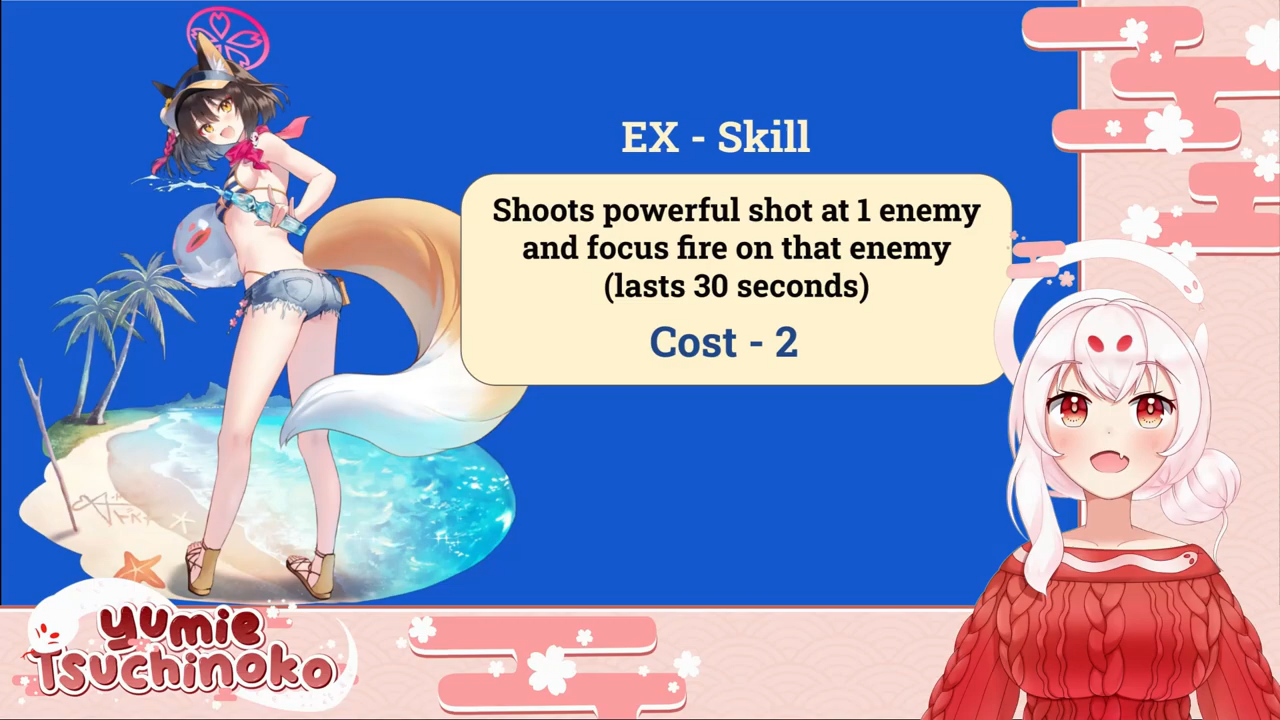 EX - Skill
Shoots powerful shot at 1 enemy
and focus fire on that enemy
(lasts 30 seconds)
Cost - 2
yumie
Tsuchinoko